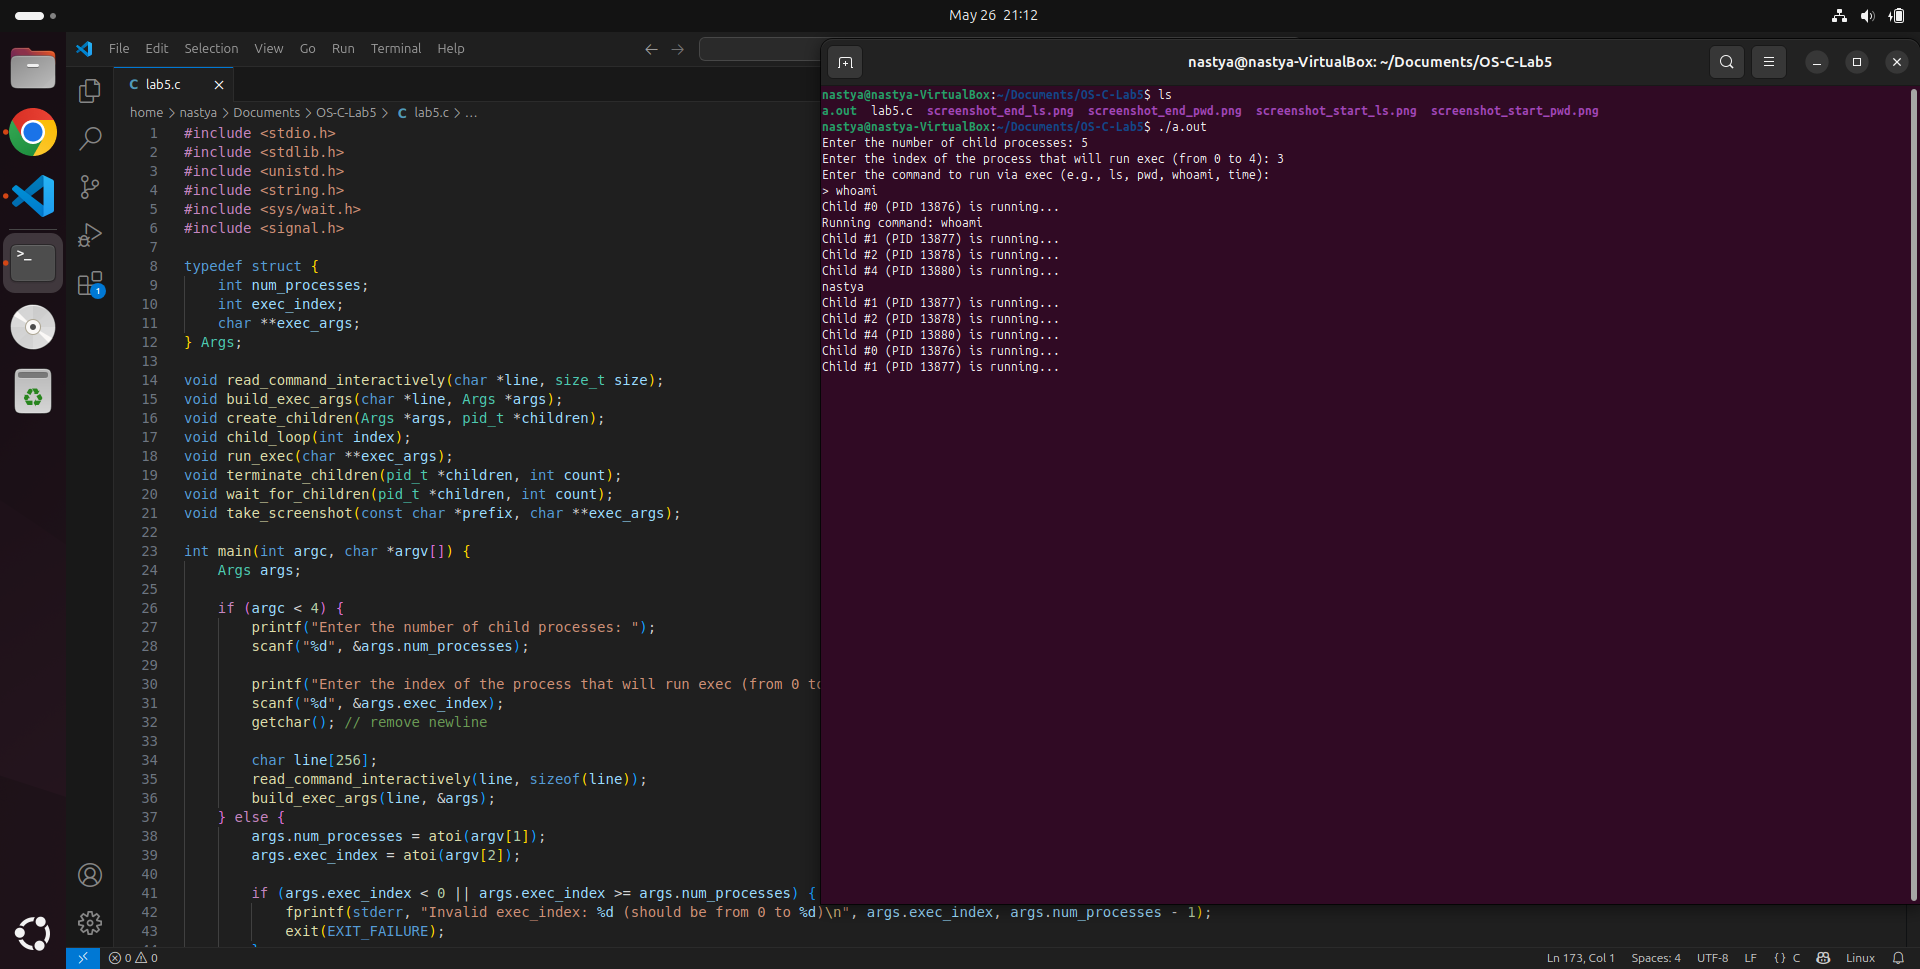 May 26 21:12
File Edit Selection View Go Run Terminal Help
C lab5.c
home > nastya > Documents > OS-C-Lab5 > C lab5.c > ...
1 #include <stdio.h>
2 #include <stdlib.h>
3 #include <unistd.h>
4 #include <string.h>
5 #include <sys/wait.h>
6 #include <signal.h>
7
8 typedef struct {
9 int num_processes;
10 int exec_index;
11 char **exec_args;
12 } Args;
13
14 void read_command_interactively(char *line, size_t size);
15 void build_exec_args(char *line, Args *args);
16 void create_children(Args *args, pid_t *children);
17 void child_loop(int index);
18 void run_exec(char **exec_args);
19 void terminate_children(pid_t *children, int count);
20 void wait_for_children(pid_t *children, int count);
21 void take_screenshot(const char *prefix, char **exec_args);
22
23 int main(int argc, char *argv[]) {
24 Args args;
25
26 if (argc < 4) {
27 printf("Enter the number of child processes: ");
28 scanf("%d", &args.num_processes);
29
30 printf("Enter the index of the process that will run exec (from 0 to
31 scanf("%d", &args.exec_index);
32 getchar(); // remove newline
33
34 char line[256];
35 read_command_interactively(line, sizeof(line));
36 build_exec_args(line, &args);
37 } else {
38 args.num_processes = atoi(argv[1]);
39 args.exec_index = atoi(argv[2]);
40
41 if (args.exec_index < 0 || args.exec_index >= args.num_processes) {
42 fprintf(stderr, "Invalid exec_index: %d (should be from 0 to %d)\n", args.exec_index, args.num_processes - 1);
43 exit(EXIT_FAILURE);
nastya@nastya-VirtualBox: ~/Documents/OS-C-Lab5
nastya@nastya-VirtualBox:~/Documents/OS-C-Lab5$ ls
a.out lab5.c screenshot_end_ls.png screenshot_end_pwd.png screenshot_start_ls.png screenshot_start_pwd.png
nastya@nastya-VirtualBox:~/Documents/OS-C-Lab5$ ./a.out
Enter the number of child processes: 5
Enter the index of the process that will run exec (from 0 to 4): 3
Enter the command to run via exec (e.g., ls, pwd, whoami, time):
> whoami
Child #0 (PID 13876) is running...
Running command: whoami
Child #1 (PID 13877) is running...
Child #2 (PID 13878) is running...
Child #4 (PID 13880) is running...
nastya
Child #1 (PID 13877) is running...
Child #2 (PID 13878) is running...
Child #4 (PID 13880) is running...
Child #0 (PID 13876) is running...
Child #1 (PID 13877) is running...
1
0 0
Ln 173, Col 1 Spaces: 4 UTF-8 LF {} C Linux